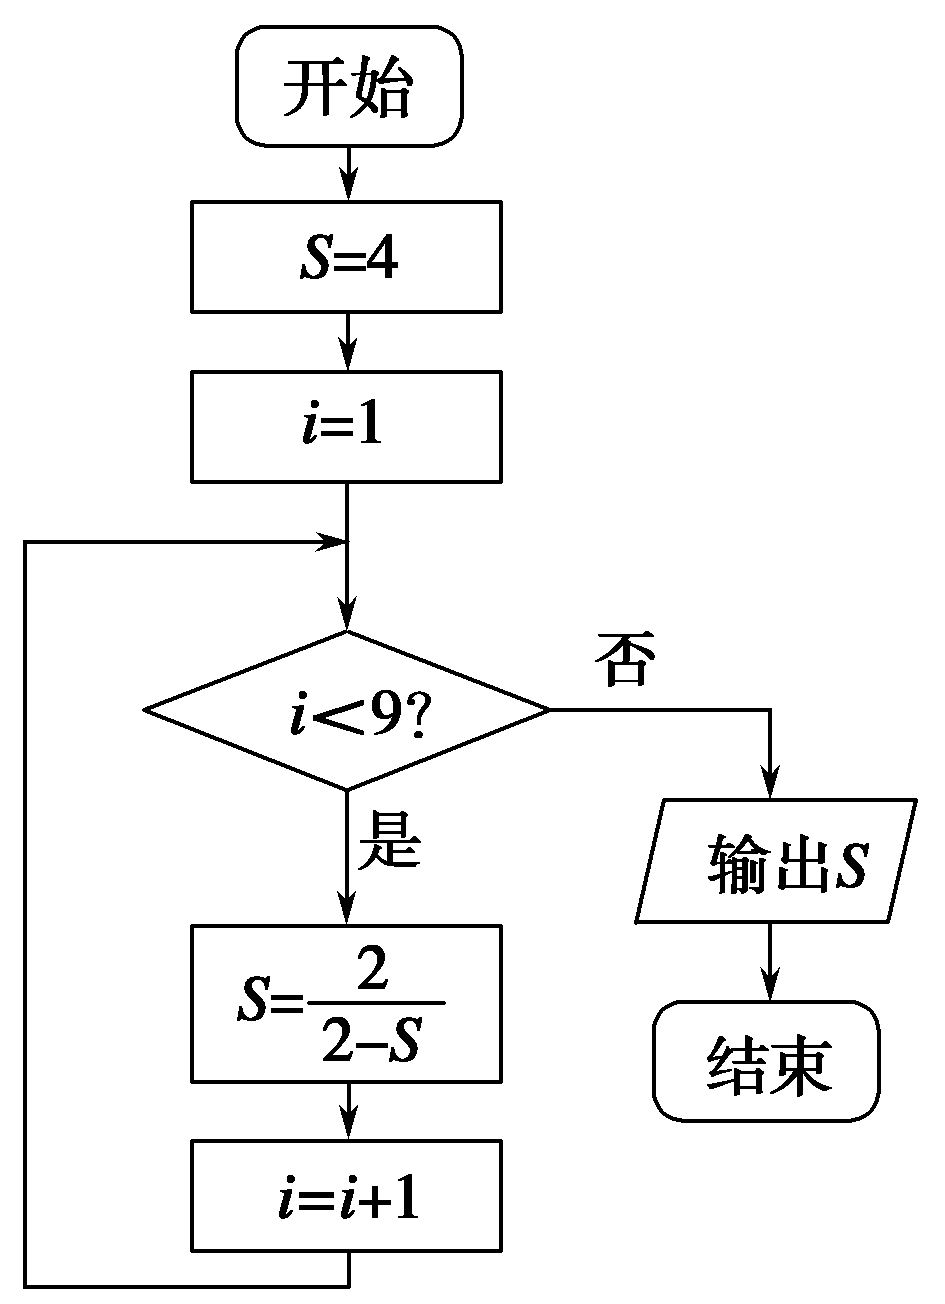 开始
S=4
i=1
i<9?
否
是
输出S
S=2/(2-S)
结束
i=i+1